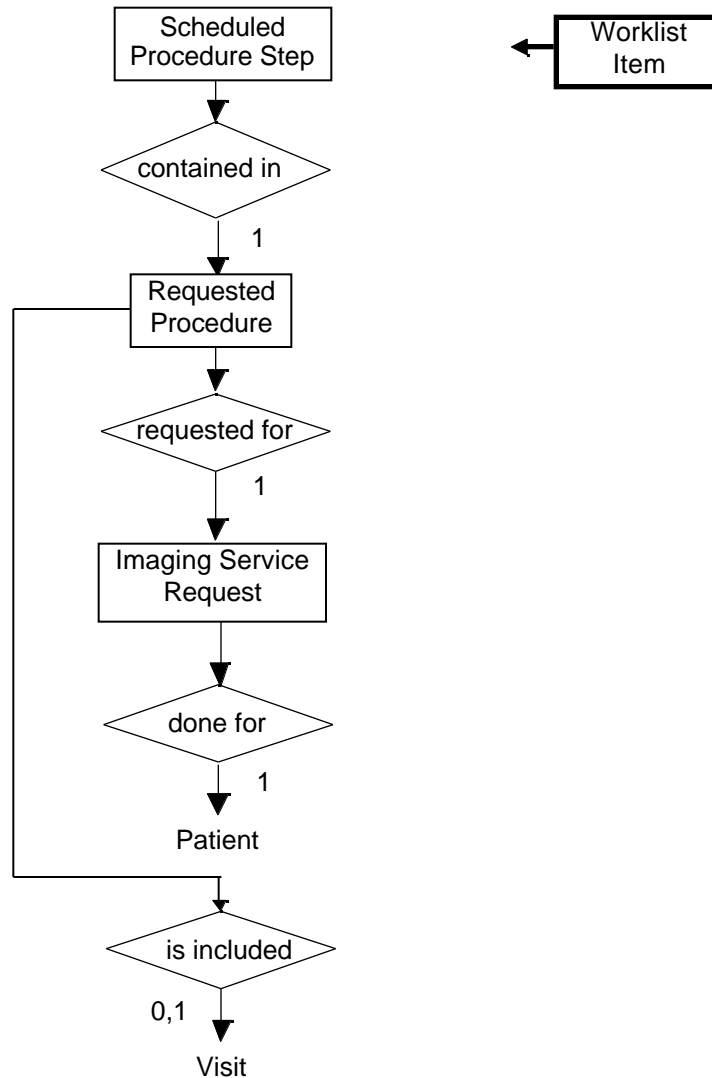 Scheduled
Procedure Step
Worklist
Item
contained in
1
Requested
Procedure
requested for
1
Imaging Service
Request
done for
1
Patient
is included
0,1
Visit